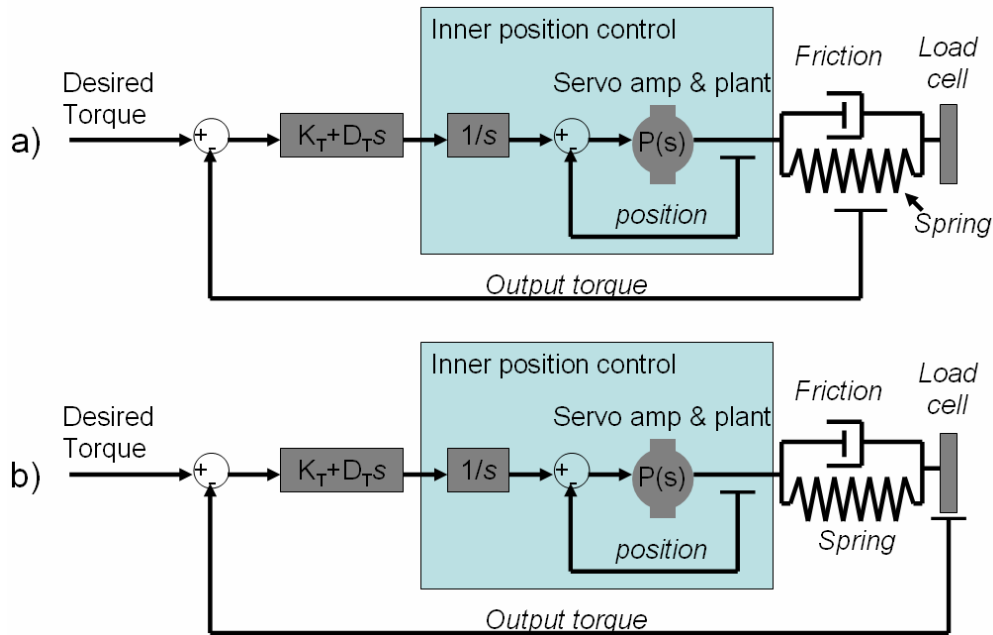 Inner position control
Friction
Load
cell
Desired
Torque
Servo amp & plant
a)
+
-
K_T+D_Ts
1/s
+
-
P(s)
position
Spring
Output torque
Inner position control
Friction
Load
cell
Desired
Torque
Servo amp & plant
b)
+
-
K_T+D_Ts
1/s
+
-
P(s)
position
Spring
Output torque